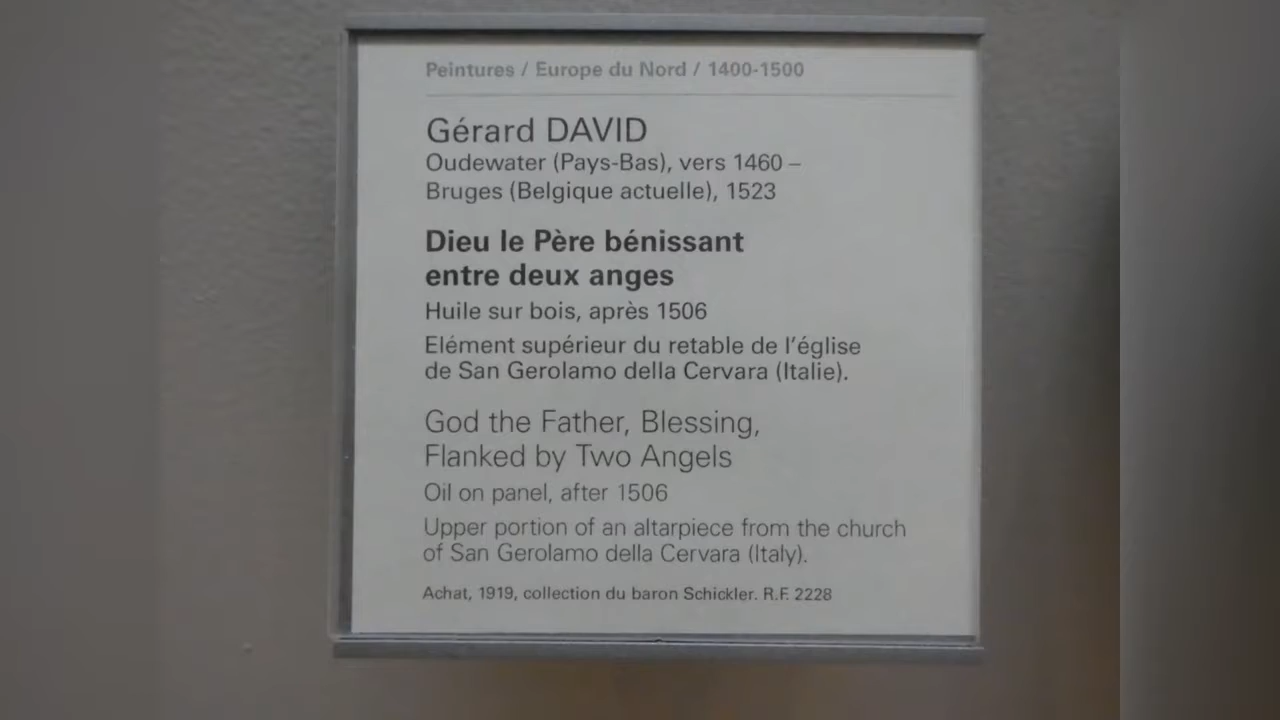 Peintures / Europe du Nord / 1400-1500
Gérard DAVID
Oudewater (Pays-Bas), vers 1460 –
Bruges (Belgique actuelle), 1523
Dieu le Père bénissant
entre deux anges
Huile sur bois, après 1506
Elément supérieur du retable de l'église
de San Gerolamo della Cervara (Italie).
God the Father, Blessing,
Flanked by Two Angels
Oil on panel, after 1506
Upper portion of an altarpiece from the church
of San Gerolamo della Cervara (Italy).
Achat, 1919, collection du baron Schickler. R.F. 2228